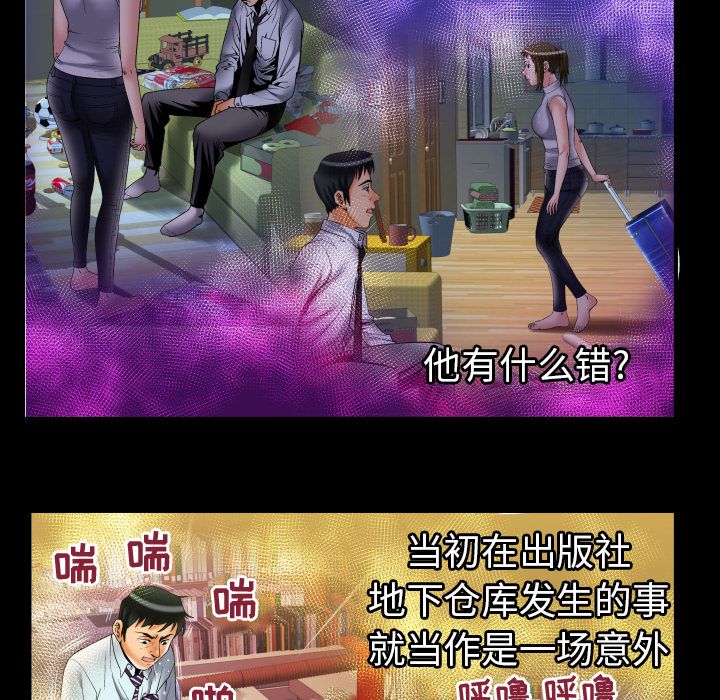 他有什么错?
当初在出版社
地下仓库发生的事
就当作是一场意外
喘
喘
喘
啪
呼噜
呼噜